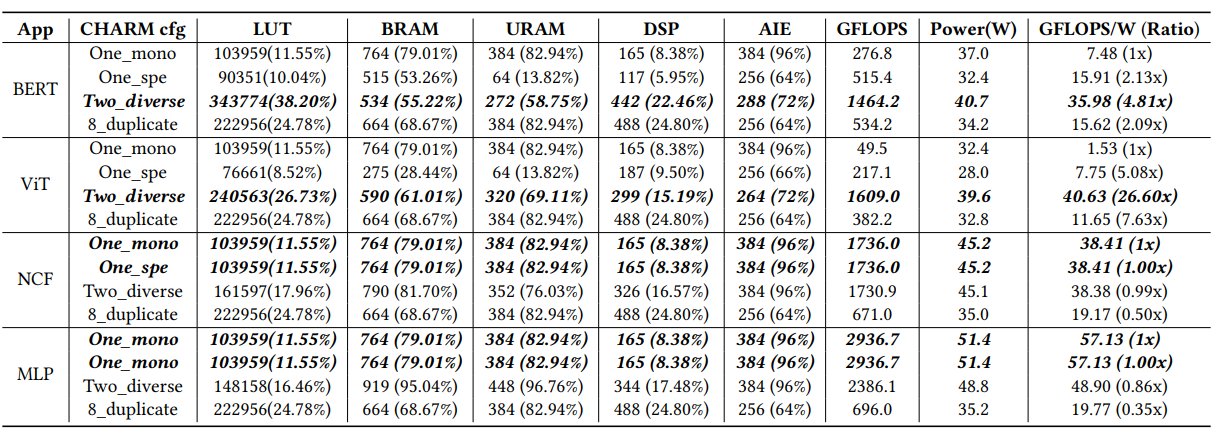 App CHARM cfg LUT BRAM URAM DSP AIE GFLOPS Power(W) GFLOPS/W (Ratio)
One_mono 103959(11.55%) 764 (79.01%) 384 (82.94%) 165 (8.38%) 384 (96%) 276.8 37.0 7.48 (1x)
One_spe 90351(10.04%) 515 (53.26%) 64 (13.82%) 117 (5.95%) 256 (64%) 515.4 32.4 15.91 (2.13x)
BERT
Two_diverse 343774(38.20%) 534 (55.22%) 272 (58.75%) 442 (22.46%) 288 (72%) 1464.2 40.7 35.98 (4.81x)
8_duplicate 222956(24.78%) 664 (68.67%) 384 (82.94%) 488 (24.80%) 256 (64%) 534.2 34.2 15.62 (2.09x)
One_mono 103959(11.55%) 764 (79.01%) 384 (82.94%) 165 (8.38%) 384 (96%) 49.5 32.4 1.53 (1x)
One_spe 76661(8.52%) 275 (28.44%) 64 (13.82%) 187 (9.50%) 256 (66%) 217.1 28.0 7.75 (5.08x)
ViT
Two_diverse 240563(26.73%) 590 (61.01%) 320 (69.11%) 299 (15.19%) 264 (72%) 1609.0 39.6 40.63 (26.60x)
8_duplicate 222956(24.78%) 664 (68.67%) 384 (82.94%) 488 (24.80%) 256 (64%) 382.2 32.8 11.65 (7.63x)
One_mono 103959(11.55%) 764 (79.01%) 384 (82.94%) 165 (8.38%) 384 (96%) 1736.0 45.2 38.41 (1x)
One_spe 103959(11.55%) 764 (79.01%) 384 (82.94%) 165 (8.38%) 384 (96%) 1736.0 45.2 38.41 (1.00x)
NCF
Two_diverse 161597(17.96%) 790 (81.70%) 352 (76.03%) 326 (16.57%) 384 (96%) 1730.9 45.1 38.38 (0.99x)
8_duplicate 222956(24.78%) 664 (68.67%) 384 (82.94%) 488 (24.80%) 256 (64%) 671.0 35.0 19.17 (0.50x)
One_mono 103959(11.55%) 764 (79.01%) 384 (82.94%) 165 (8.38%) 384 (96%) 2936.7 51.4 57.13 (1x)
One_mono 103959(11.55%) 764 (79.01%) 384 (82.94%) 165 (8.38%) 384 (96%) 2936.7 51.4 57.13 (1.00x)
MLP
Two_diverse 148158(16.46%) 919 (95.04%) 448 (96.76%) 344 (17.48%) 384 (96%) 2386.1 48.8 48.90 (0.86x)
8_duplicate 222956(24.78%) 664 (68.67%) 384 (82.94%) 488 (24.80%) 256 (64%) 696.0 35.2 19.77 (0.35x)